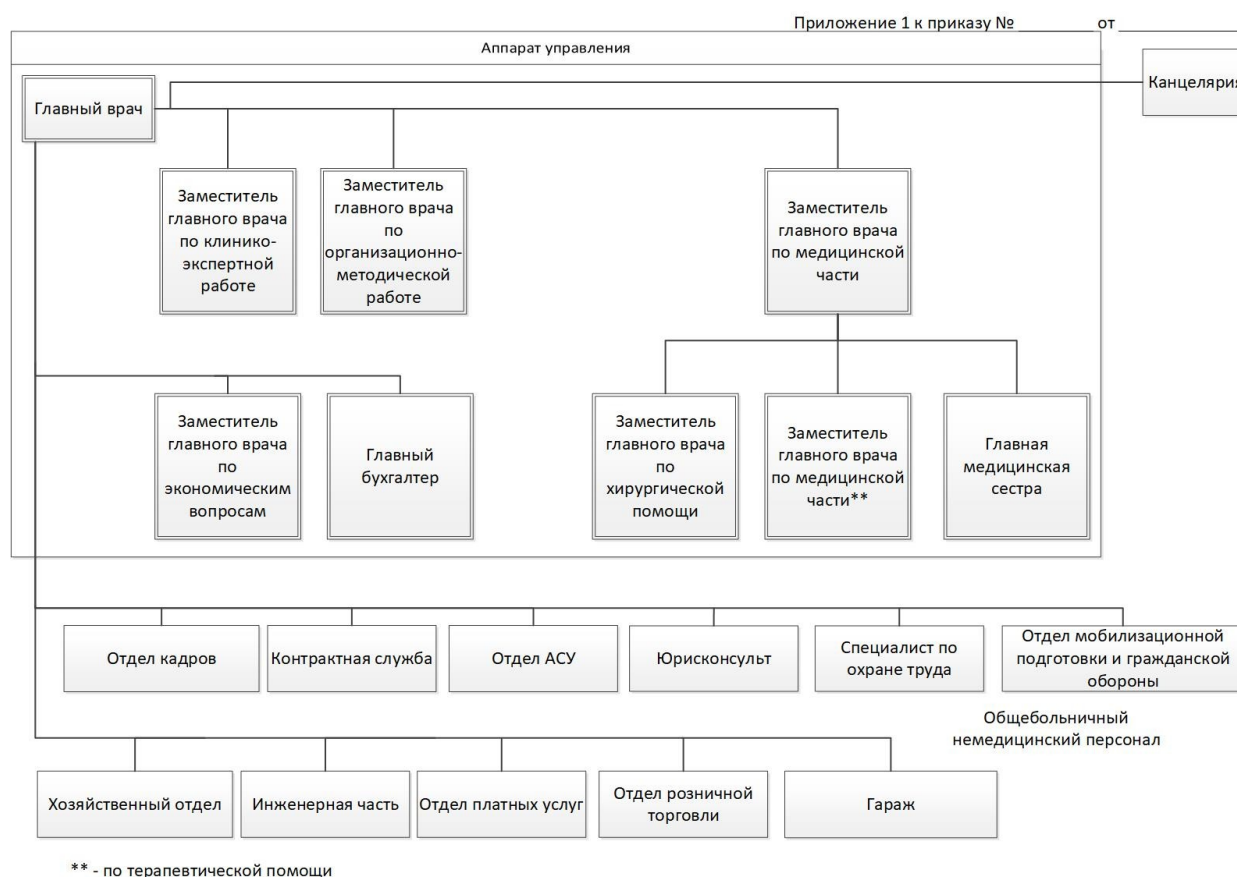 Приложение 1 к приказу № ________ от ____________
Аппарат управления
Канцелярия
Главный врач
Заместитель
главного врача
по клинико-
экспертной
работе
Заместитель
главного врача
по
организационно-
методической
работе
Заместитель
главного врача
по медицинской
части
Заместитель
главного врача
по
экономическим
вопросам
Главный
бухгалтер
Заместитель
главного врача
по
хирургической
помощи
Заместитель
главного врача
по медицинской
части**
Главная
медицинская
сестра
Отдел кадров
Контрактная служба
Отдел АСУ
Юрисконсульт
Специалист по
охране труда
Отдел мобилизационной
подготовки и гражданской
обороны
Общебольничный
немедицинский персонал
Хозяйственный отдел
Инженерная часть
Отдел платных услуг
Отдел розничной
торговли
Гараж
** - по терапевтической помощи